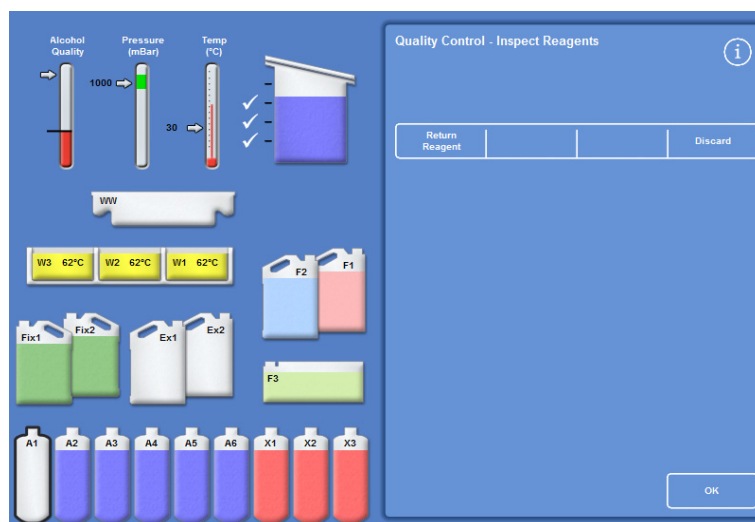 Alcohol
Quality
Pressure
(mBar)
Temp
(°C)
1000
30
WW
W3 62°C
W2 62°C
W1 62°C
F2
F1
Fix1
Fix2
Ex1
Ex2
F3
A1
A2
A3
A4
A5
A6
X1
X2
X3
Quality Control - Inspect Reagents
i
Return
Reagent
Discard
OK